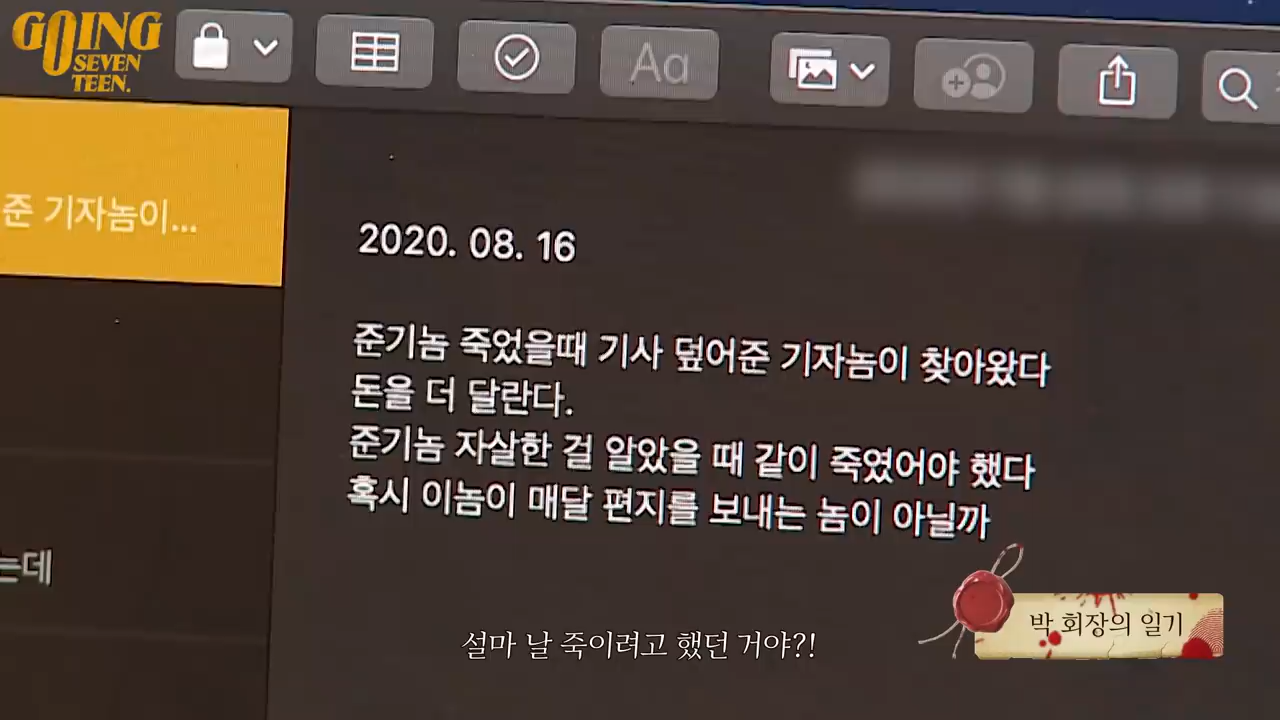 GOING
SEVEN
TEEN.
Aa
준 기자놈이...
2020. 08. 16
준기놈 죽었을때 기사 덮어준 기자놈이 찾아왔다
돈을 더 달란다.
준기놈 자살한 걸 알았을 때 같이 죽였어야 했다
혹시 이놈이 매달 편지를 보내는 놈이 아닐까
는데
박 회장의 일기
설마 날 죽이려고 했던 거야?!